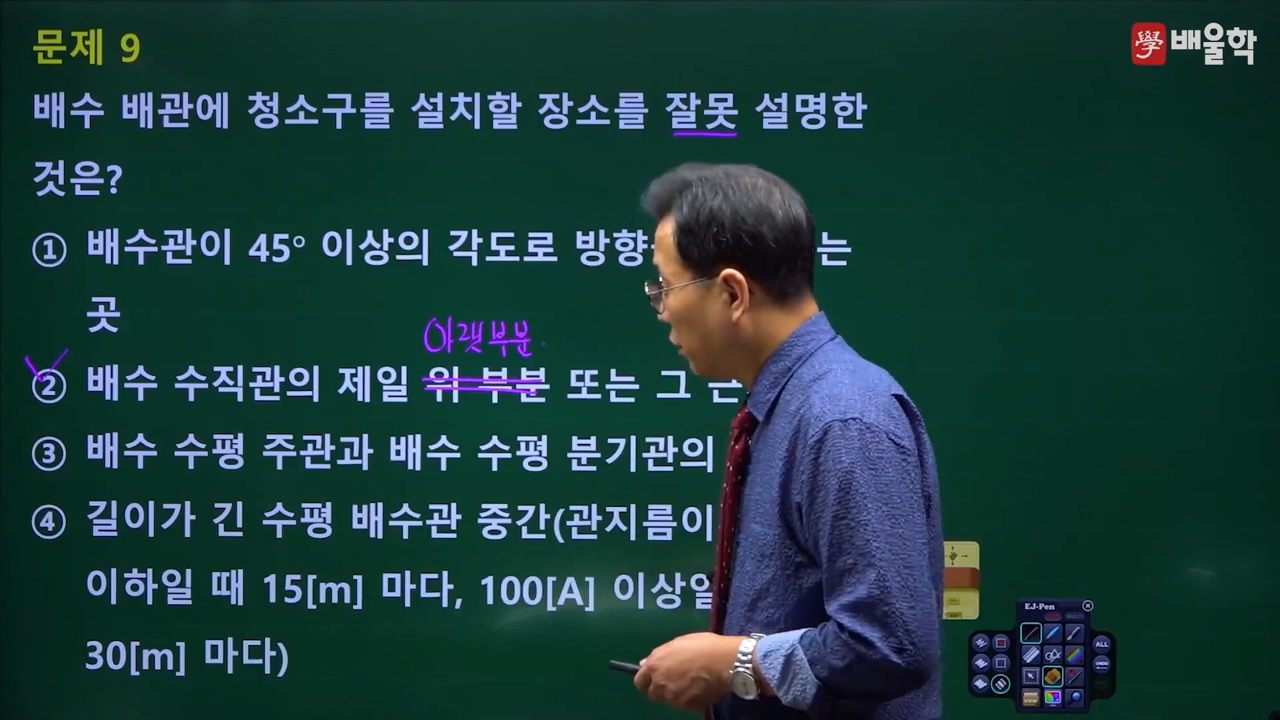 문제 9
學 배울학
배수 배관에 청소구를 설치할 장소를 잘못 설명한
것은?
① 배수관이 45° 이상의 각도로 방향 는
곳
아랫부분.
② 배수 수직관의 제일 위 부분 또는 그
③ 배수 수평 주관과 배수 수평 분기관의
④ 길이가 긴 수평 배수관 중간(관지름이
이하일 때 15[m] 마다, 100[A] 이상일
30[m] 마다)
EJ-Pen
ALL
UNDO